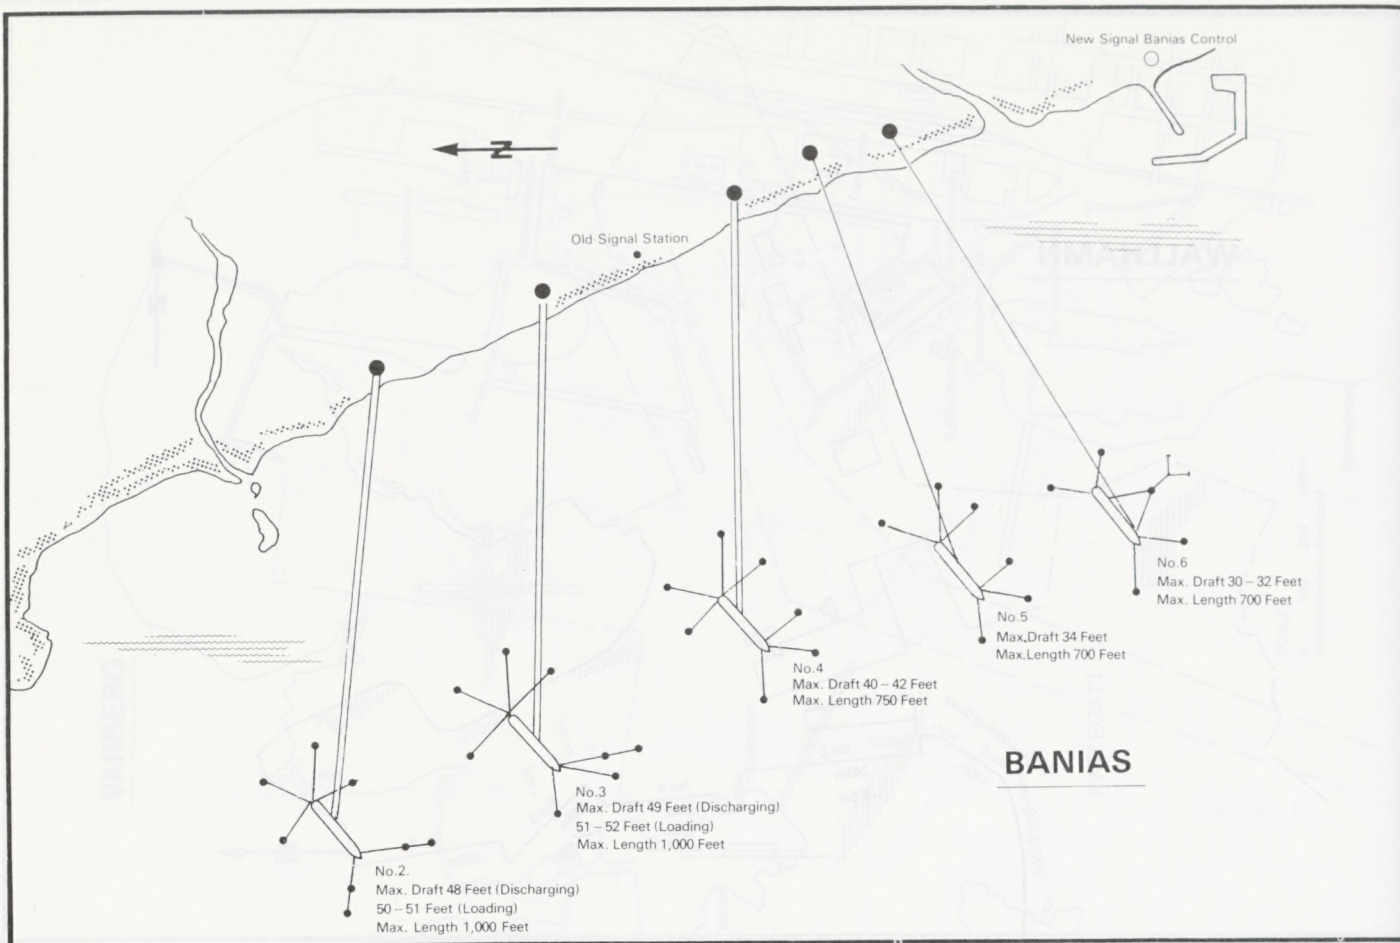 New Signal Banias Control
N
Old Signal Station
No.6
Max. Draft 30 – 32 Feet
Max. Length 700 Feet
No.5
Max. Draft 34 Feet
Max. Length 700 Feet
No.4
Max. Draft 40 – 42 Feet
Max. Length 750 Feet
BANIAS
No.3
Max. Draft 49 Feet (Discharging)
51 – 52 Feet (Loading)
Max. Length 1,000 Feet
No.2.
Max. Draft 48 Feet (Discharging)
50 – 51 Feet (Loading)
Max. Length 1,000 Feet
WALLHAMN
VARBERG